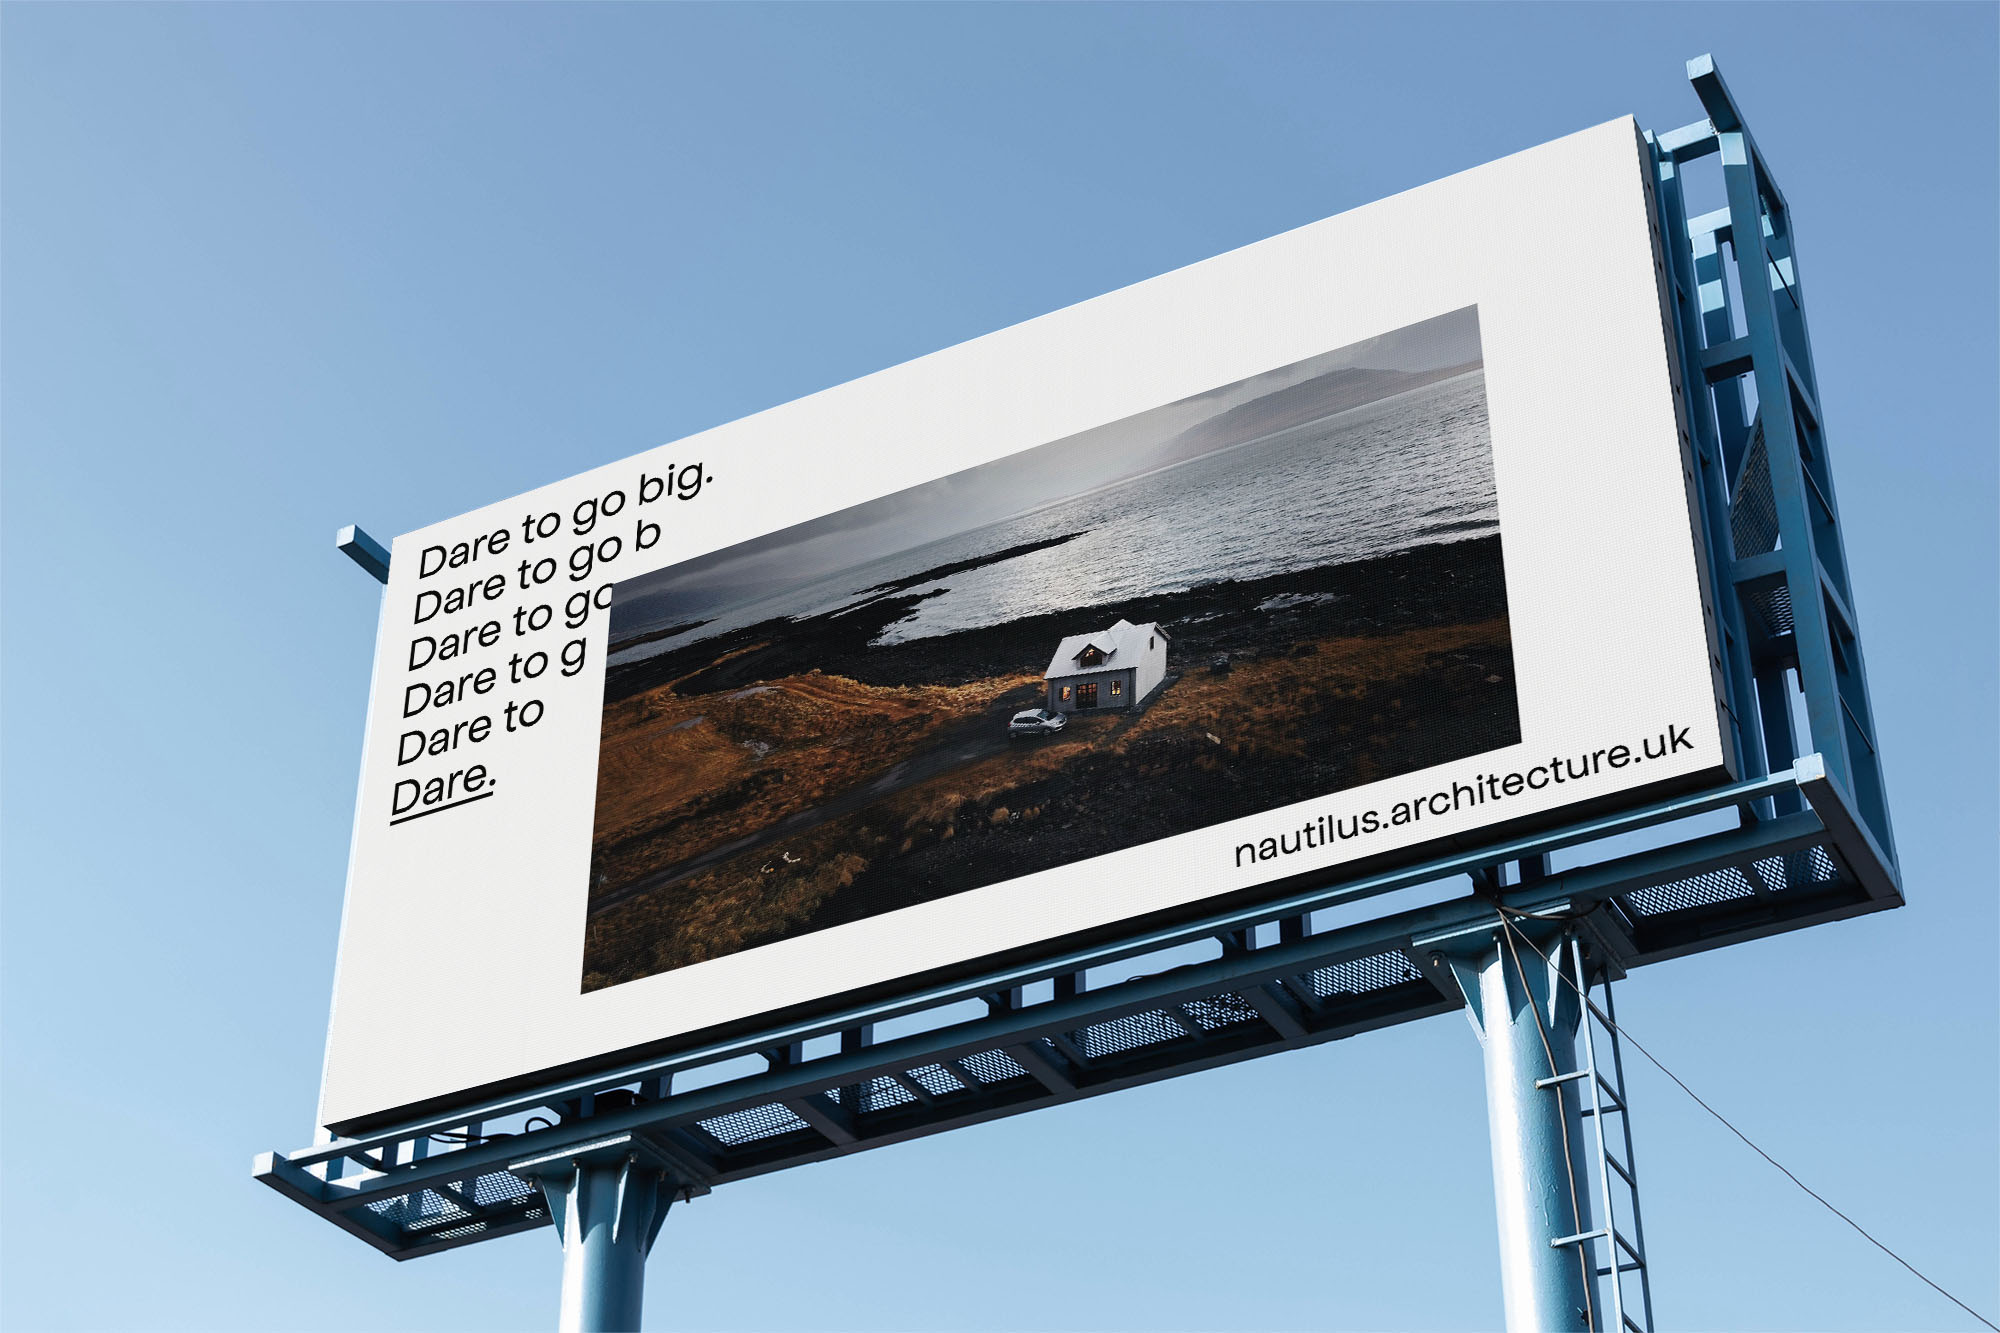 Dare to go big.
Dare to go b
Dare to go
Dare to g
Dare to
Dare.
nautilus.architecture.uk